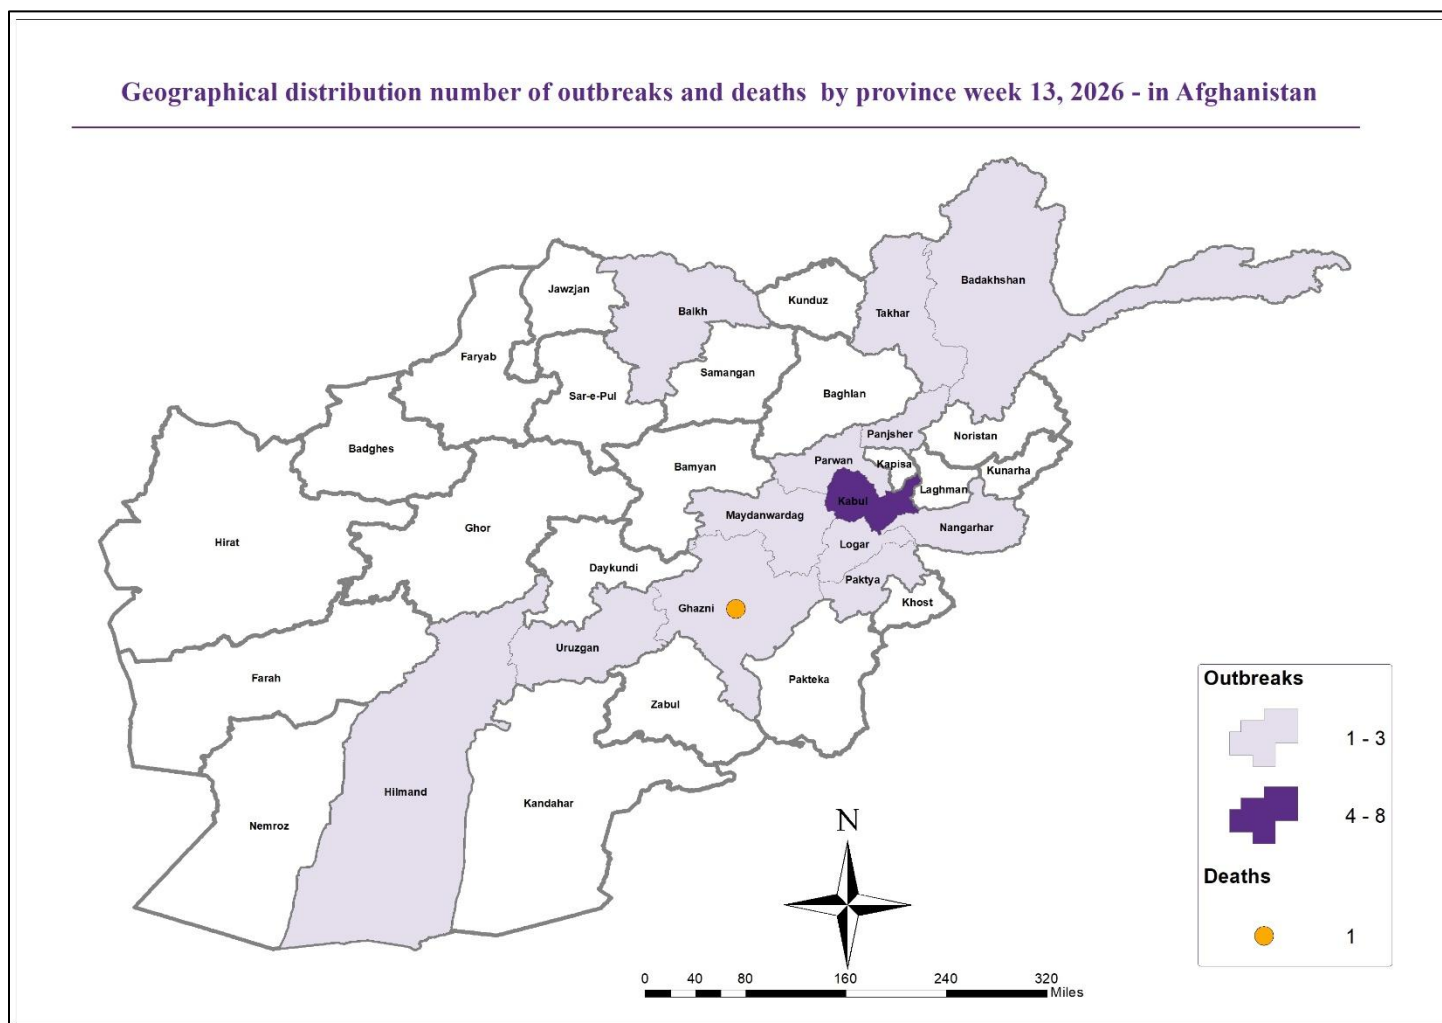 Geographical distribution number of outbreaks and deaths by province week 13, 2026 - in Afghanistan
Badakhshan
Jawzjan
Kunduz
Balkh
Takhar
Faryab
Samangan
Sar-e-Pul
Baghlan
Panjsher
Noristan
Badghes
Parwan
Kapisa
Bamyan
Kunarha
Laghman
Kabul
Maydanwardag
Ghor
Nangarhar
Hirat
Logar
Daykundi
Paktya
Khost
Ghazni
Uruzgan
Farah
Pakteka
Zabul
Hilmand
Kandahar
Nemroz
Outbreaks
1 - 3
4 - 8
Deaths
1
N
0 40 80 160 240 320
Miles